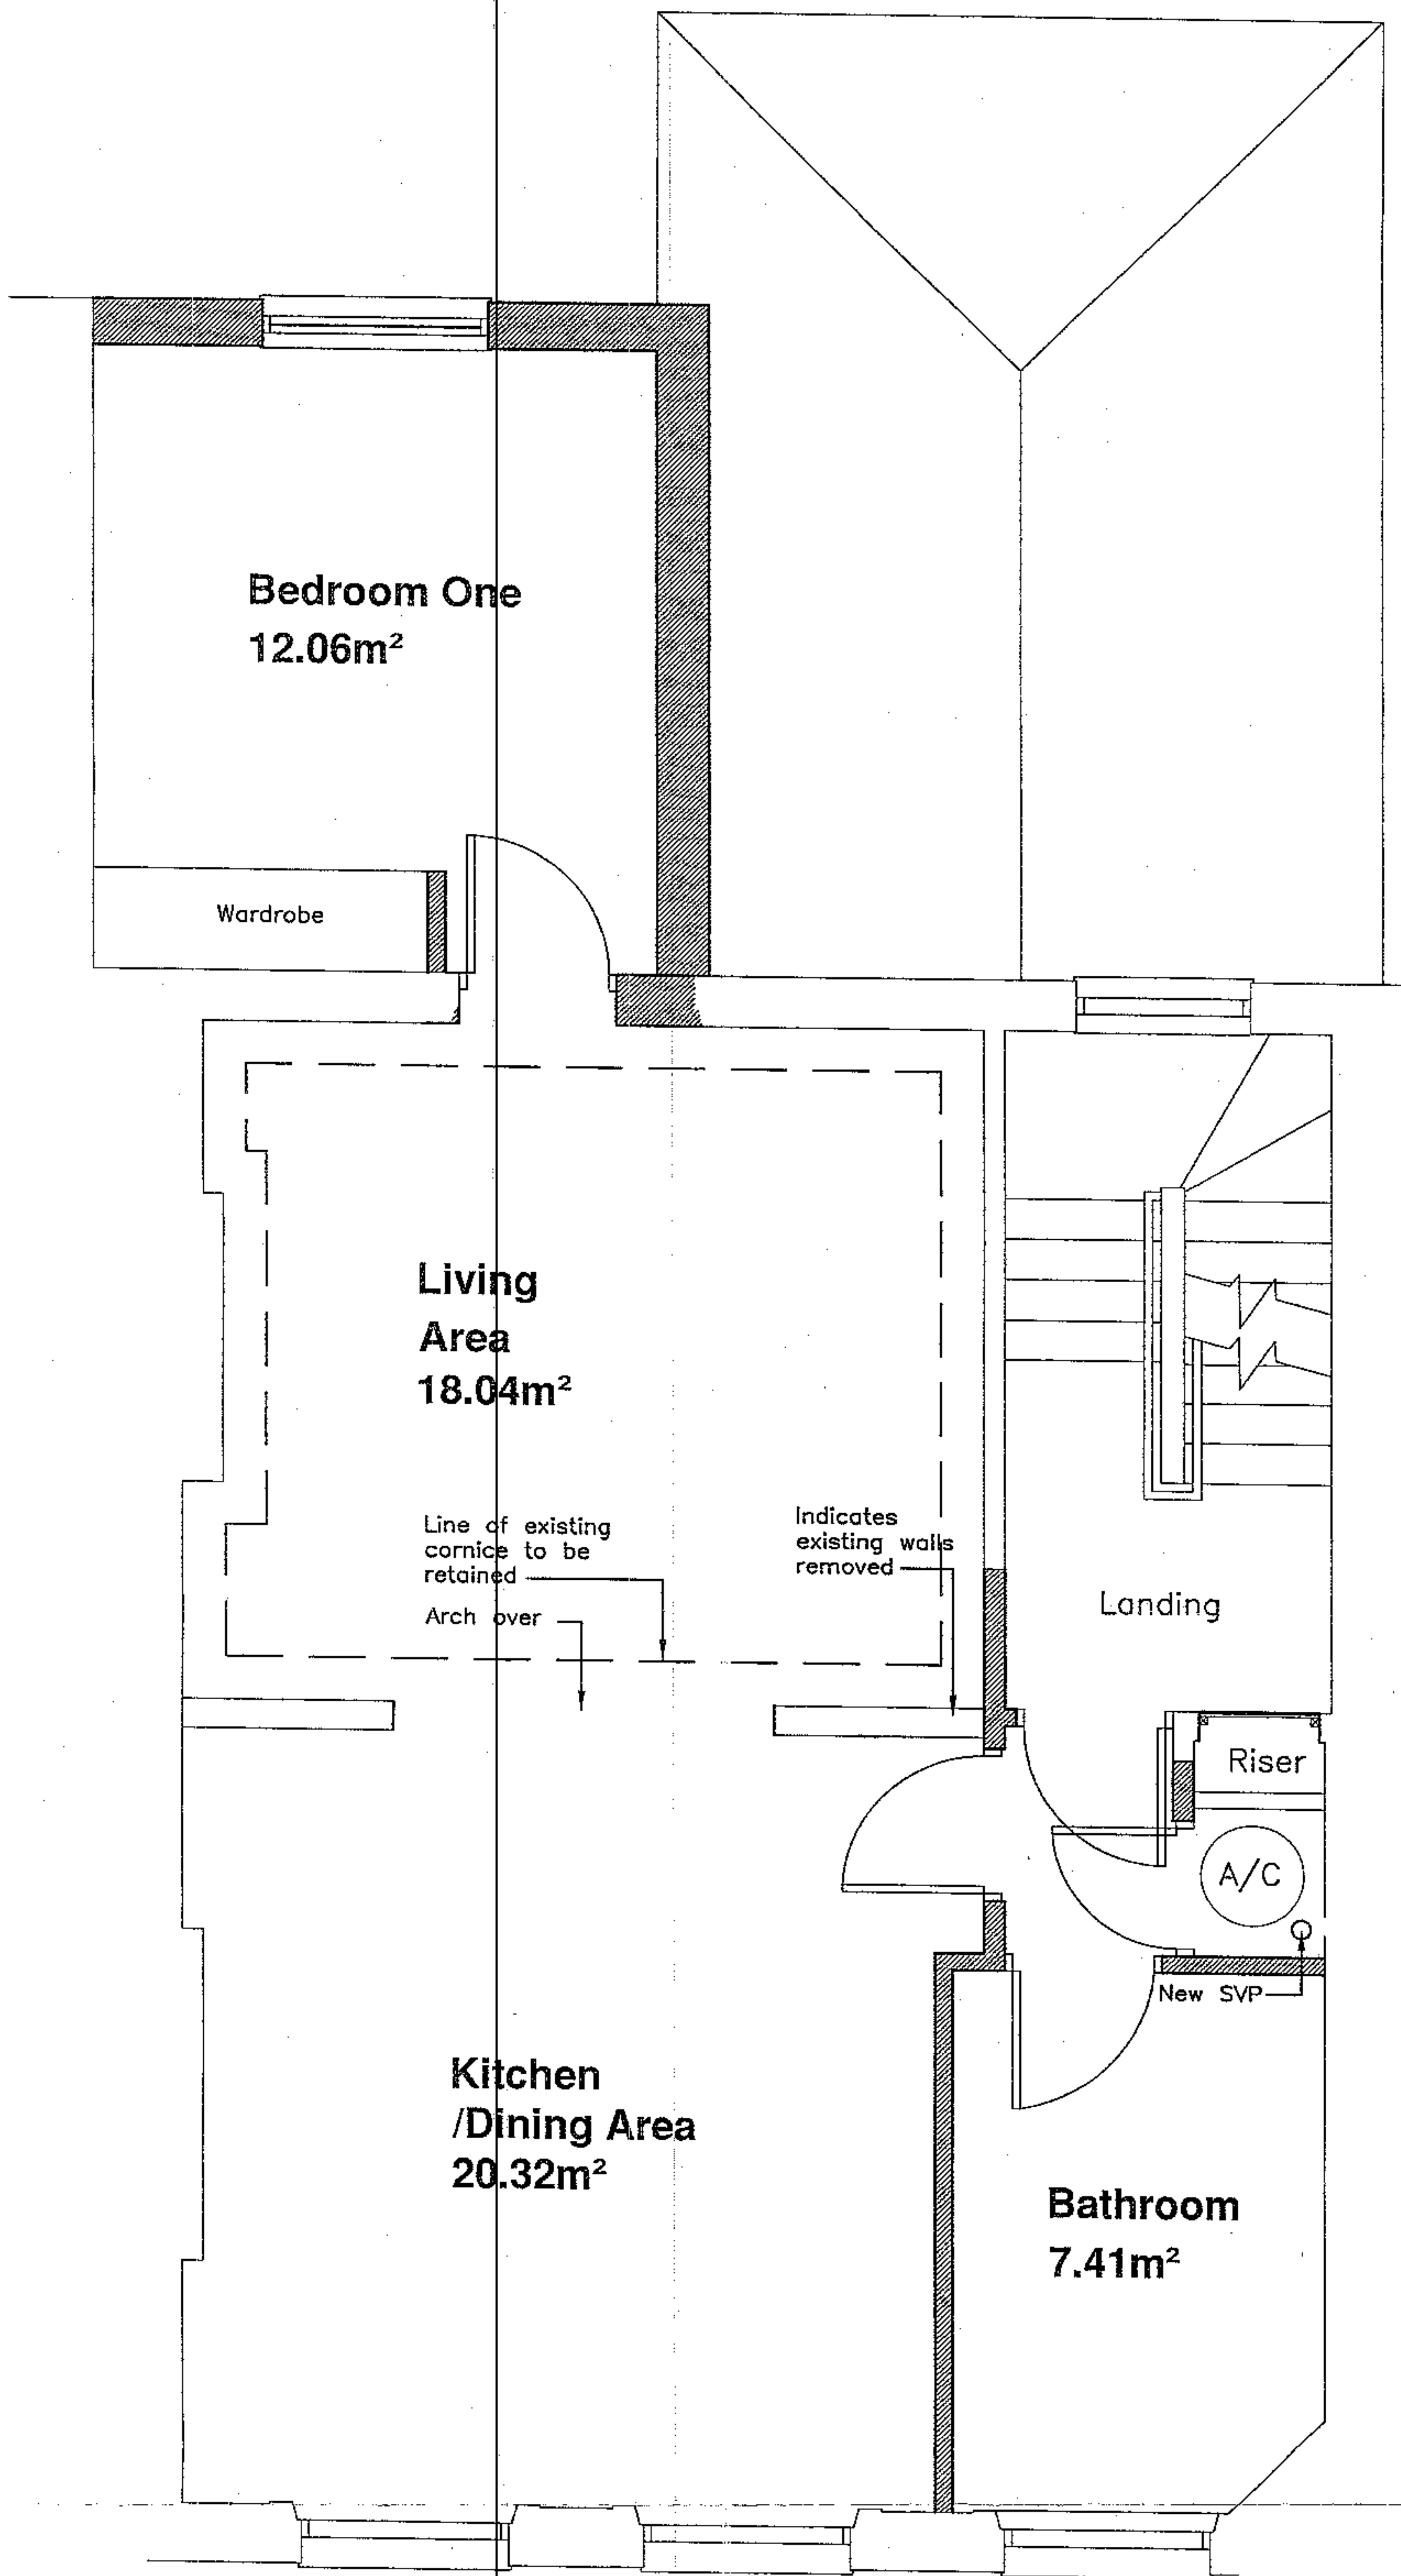 Bedroom One
12.06m²
Wardrobe
Living
Area
18.04m²
Line of existing
cornice to be
retained
Arch over
Indicates
existing walls
removed
Landing
Riser
A/C
New SVP
Kitchen
/Dining Area
20.32m²
Bathroom
7.41m²